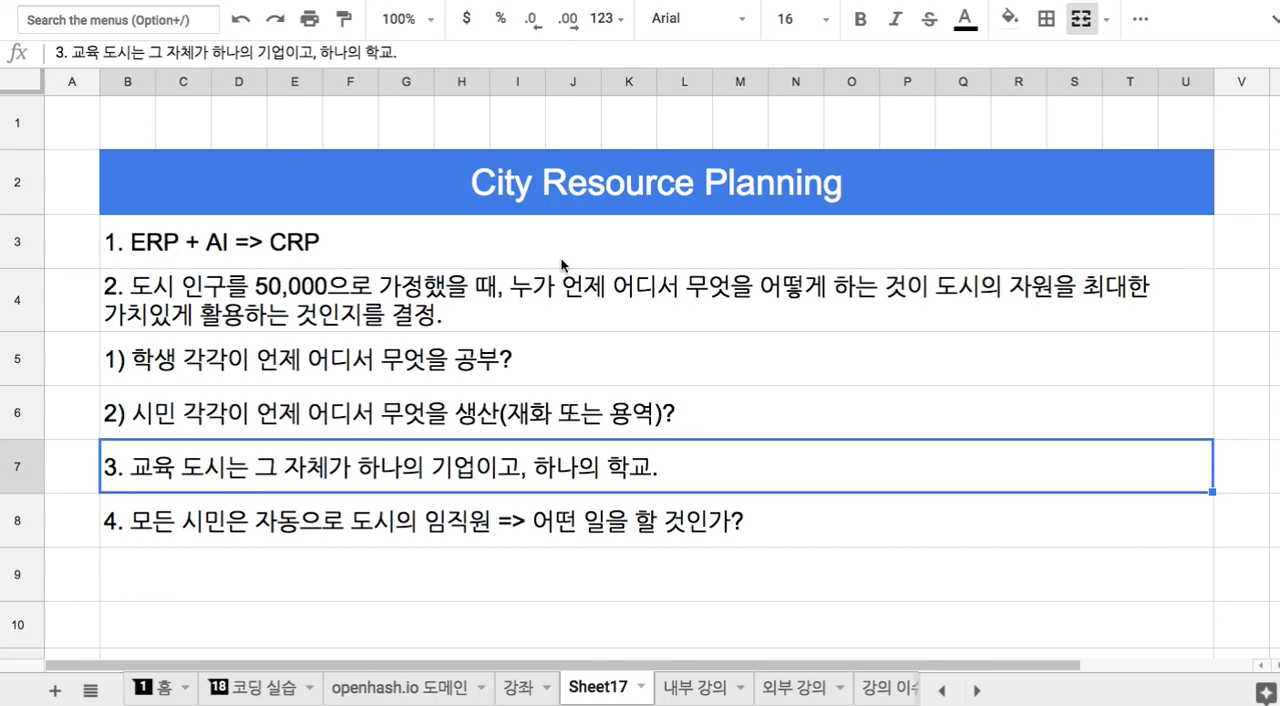 Search the menus (Option+/) 100% $ % .0 .00 123 Arial 16 B I S A
fx 3. 교육 도시는 그 자체가 하나의 기업이고, 하나의 학교.
A B C D E F G H I J K L M N O P Q R S T U V
1
2 City Resource Planning
3 1. ERP + AI => CRP
4 2. 도시 인구를 50,000으로 가정했을 때, 누가 언제 어디서 무엇을 어떻게 하는 것이 도시의 자원을 최대한
가치있게 활용하는 것인지를 결정.
5 1) 학생 각각이 언제 어디서 무엇을 공부?
6 2) 시민 각각이 언제 어디서 무엇을 생산(재화 또는 용역)?
7 3. 교육 도시는 그 자체가 하나의 기업이고, 하나의 학교.
8 4. 모든 시민은 자동으로 도시의 임직원 => 어떤 일을 할 것인가?
9
10
1 홈 18 코딩 실습 openhash.io 도메인 강좌 Sheet17 내부 강의 외부 강의 강의 이